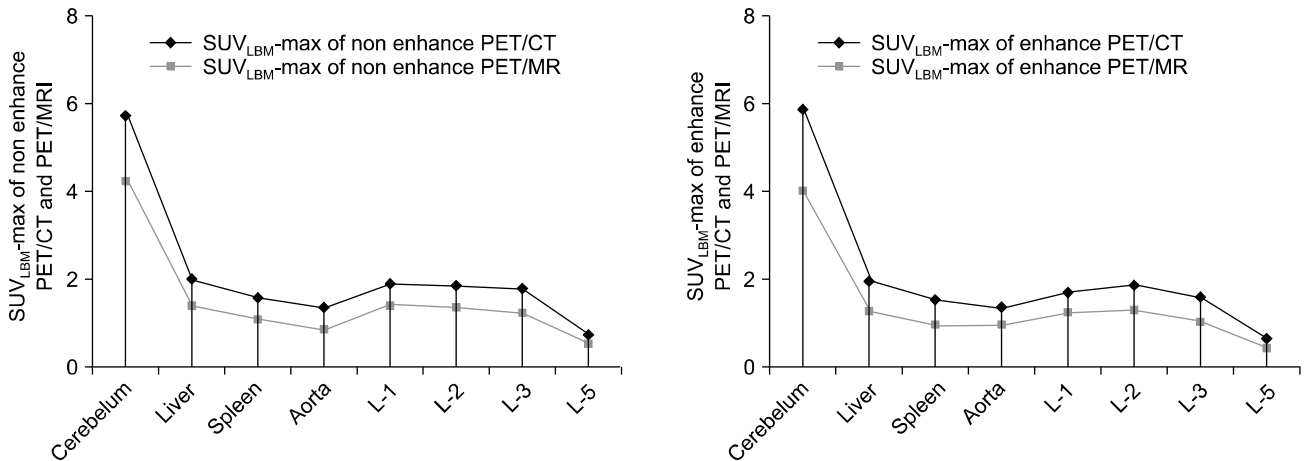 SUVLBM-max of non enhance
PET/CT and PET/MRI
8
6
4
2
0
SUVLBM-max of non enhance PET/CT
SUVLBM-max of non enhance PET/MR
Cerebelum
Liver
Spleen
Aorta
L-1
L-2
L-3
L-5
SUVLBM-max of enhance
PET/CT and PET/MRI
8
6
4
2
0
SUVLBM-max of enhance PET/CT
SUVLBM-max of enhance PET/MR
Cerebelum
Liver
Spleen
Aorta
L-1
L-2
L-3
L-5